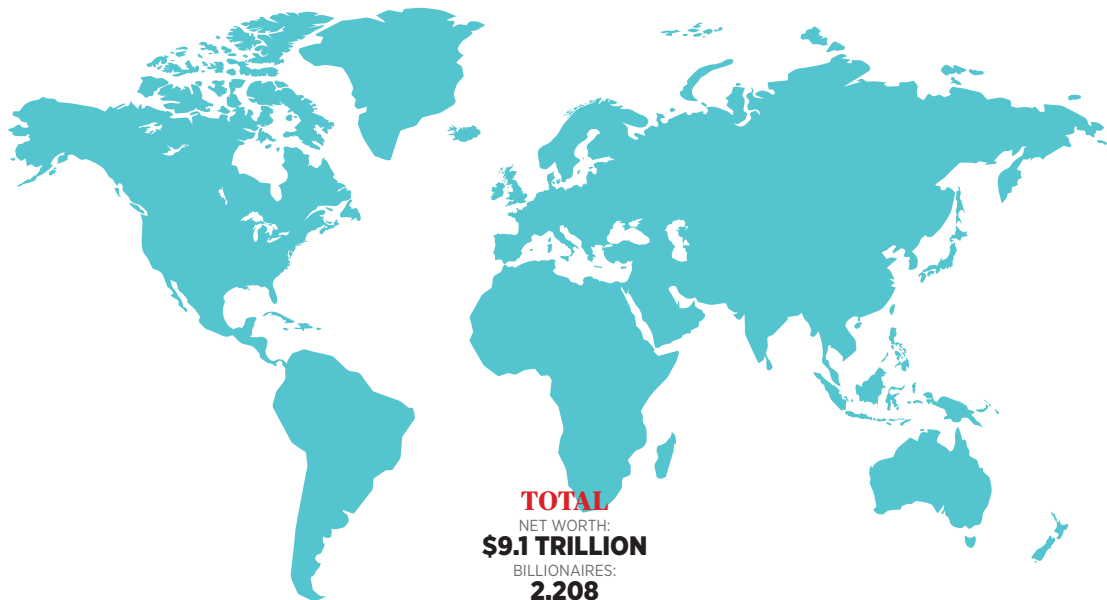 TOTAL
NET WORTH:
$9.1 TRILLION
BILLIONAIRES:
2,208